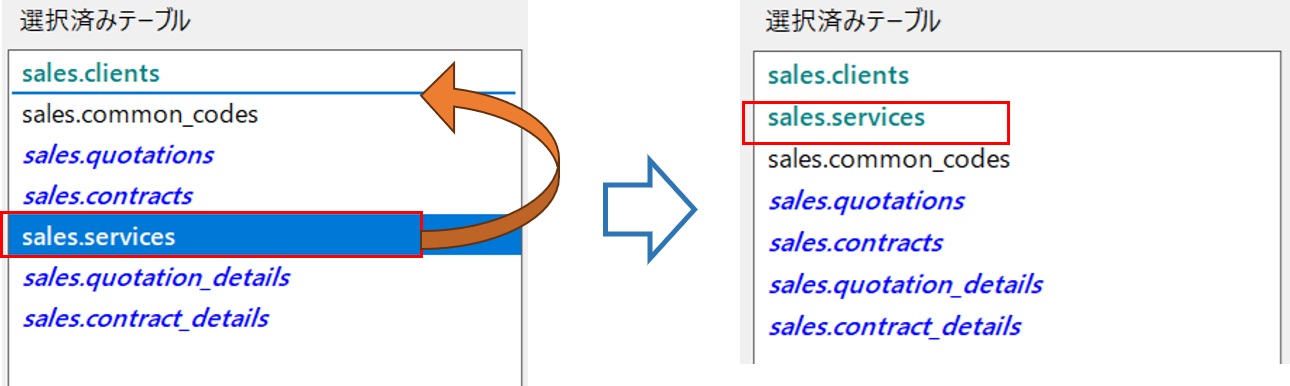 選択済みテーブル
sales.clients
sales.common_codes
sales.quotations
sales.contracts
sales.services
sales.quotation_details
sales.contract_details
選択済みテーブル
sales.clients
sales.services
sales.common_codes
sales.quotations
sales.contracts
sales.quotation_details
sales.contract_details